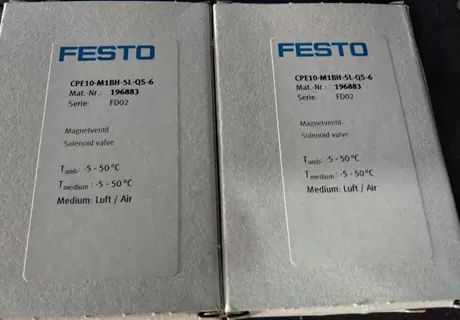 FESTO
CPE10-M1BH-5L-QS-6
Mat.-Nr.: 196883
Serie: FD02
Magnetventil
Solenoid valve
Tamb: -5 - 50 °C
Tmedium : -5 - 50 °C
Medium: Luft / Air
FESTO
CPE10-M1BH-5L-QS-6
Mat.-Nr.: 196883
Serie: FD02
Magnetventil
Solenoid valve
Tamb: -5 - 50 °C
Tmedium : -5 - 50 °C
Medium: Luft / Air